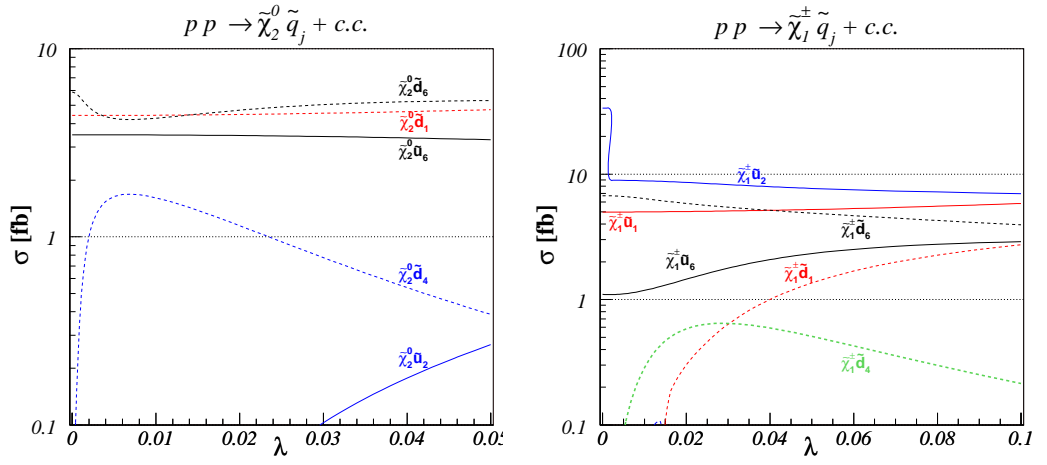 p p → χ̃₂⁰ q̃ⱼ + c.c.
10
1
0.1
σ [fb]
χ̃₂⁰d̃₆
χ̃₂⁰d̃₁
χ̃₂⁰ũ₆
χ̃₂⁰d̃₄
χ̃₂⁰ũ₂
0
0.01
0.02
0.03
0.04
0.05
λ
p p → χ̃₁± q̃ⱼ + c.c.
100
10
1
0.1
σ [fb]
χ̃₁±ũ₂
χ̃₁±ũ₁
χ̃₁±d̃₆
χ̃₁±ũ₆
χ̃₁±d̃₁
χ̃₁±d̃₄
0
0.02
0.04
0.06
0.08
0.1
λ